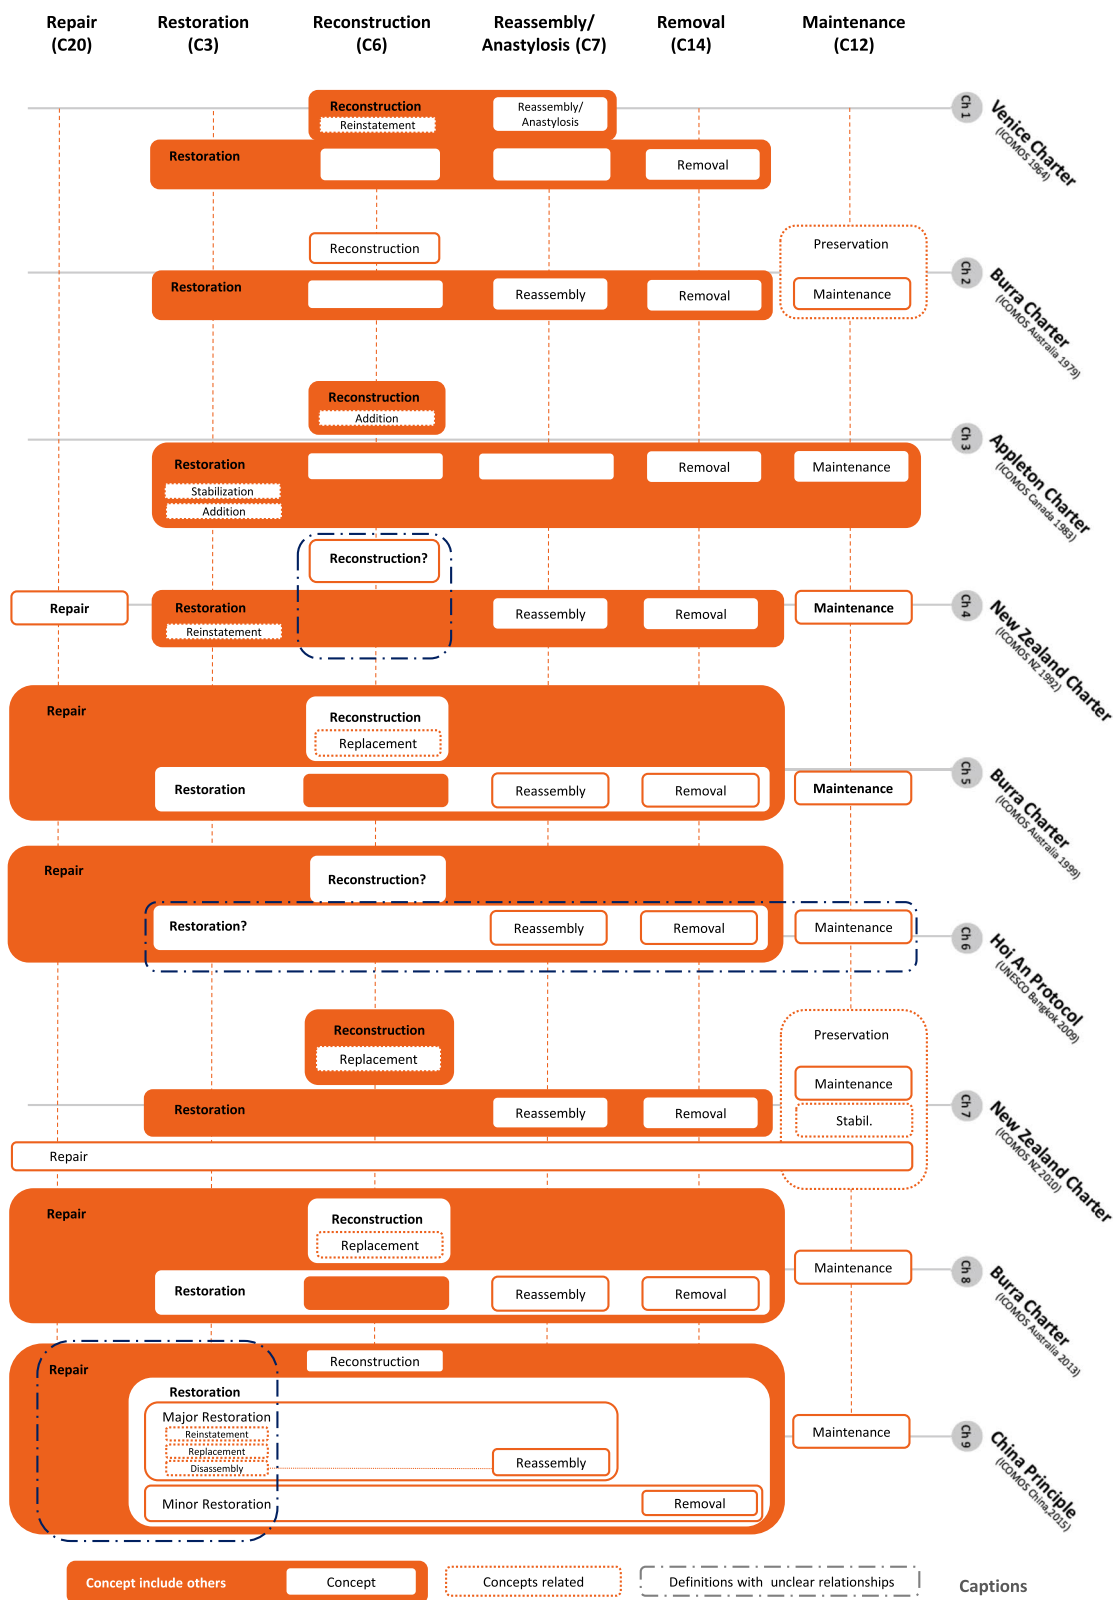 Repair
(C20)
Restoration
(C3)
Reconstruction
(C6)
Reassembly/
Anastylosis (C7)
Removal
(C14)
Maintenance
(C12)
Reconstruction
Reinstatement
Reassembly/
Anastylosis
Restoration
Removal
Ch 1
Venice Charter
(ICOMOS 1964)
Reconstruction
Preservation
Restoration
Reassembly
Removal
Maintenance
Ch 2
Burra Charter
(ICOMOS Australia 1979)
Reconstruction
Addition
Restoration
Stabilization
Addition
Removal
Maintenance
Ch 3
Appleton Charter
(ICOMOS Canada 1983)
Reconstruction?
Repair
Restoration
Reinstatement
Reassembly
Removal
Maintenance
Ch 4
New Zealand Charter
(ICOMOS NZ 1992)
Repair
Reconstruction
Replacement
Restoration
Reassembly
Removal
Maintenance
Ch 5
Burra Charter
(ICOMOS Australia 1999)
Repair
Reconstruction?
Restoration?
Reassembly
Removal
Maintenance
Ch 6
Hoi An Protocol
(UNESCO Bangkok 2009)
Reconstruction
Replacement
Preservation
Maintenance
Stabil.
Restoration
Reassembly
Removal
Repair
Ch 7
New Zealand Charter
(ICOMOS NZ 2010)
Repair
Reconstruction
Replacement
Restoration
Reassembly
Removal
Maintenance
Ch 8
Burra Charter
(ICOMOS Australia 2013)
Repair
Reconstruction
Restoration
Major Restoration
Reinstatement
Replacement
Disassembly
Reassembly
Minor Restoration
Removal
Maintenance
Ch 9
China Principle
(ICOMOS China,2015)
Concept include others
Concept
Concepts related
Definitions with unclear relationships
Captions